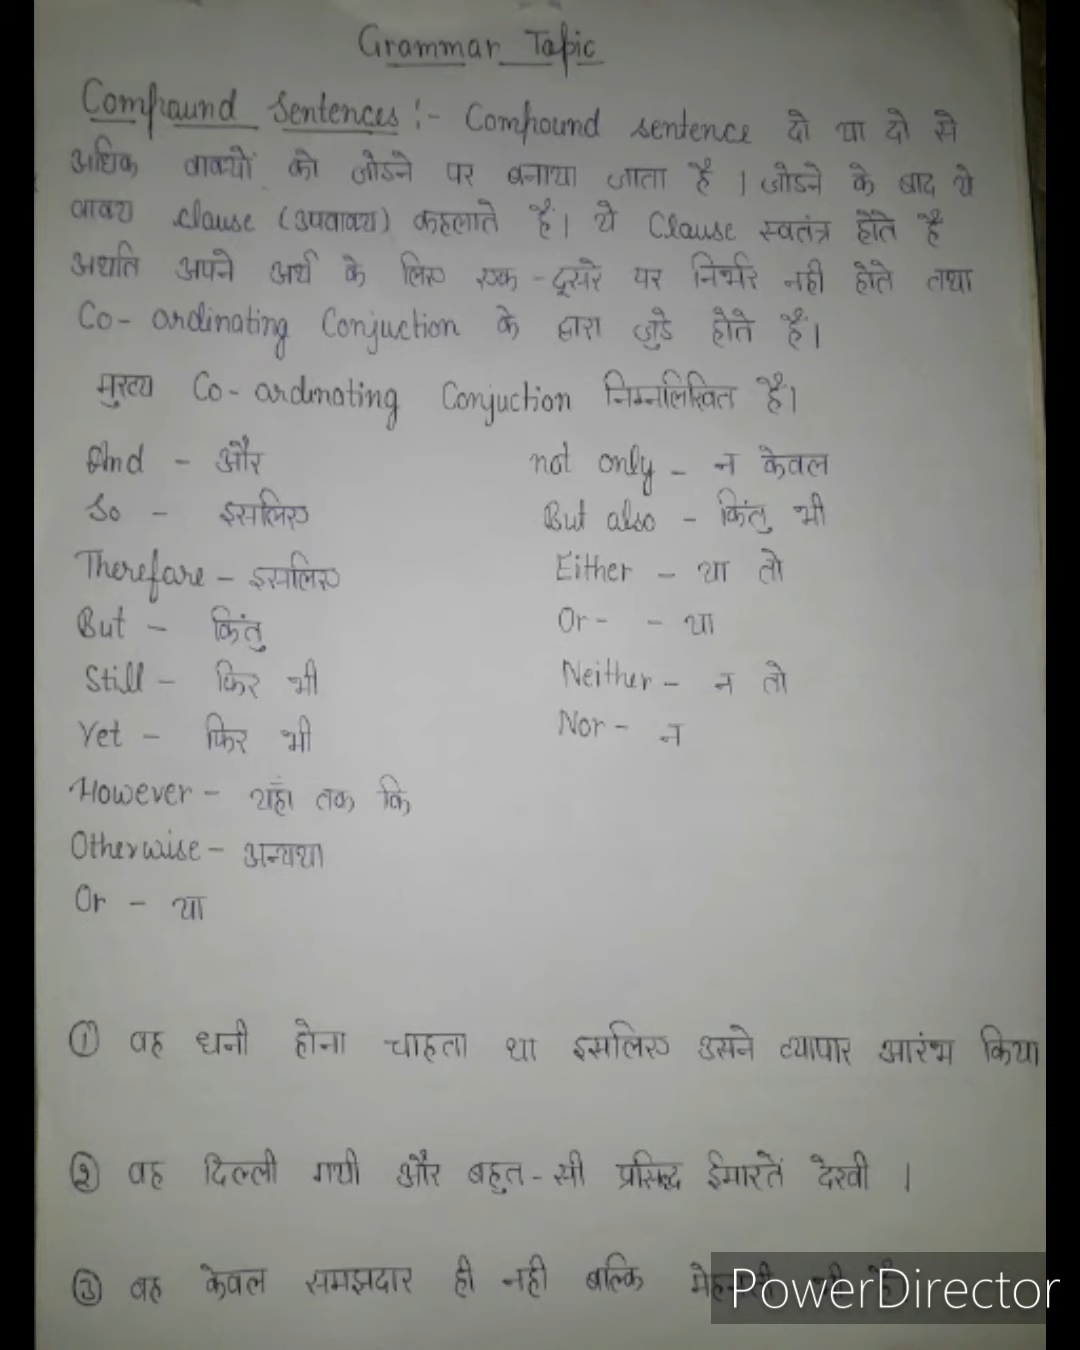 Grammar Topic
Compound Sentences :- Compound sentence दो या दो से
अधिक वाक्यों को जोडने पर बनाया जाता है । जोडने के बाद ये
वाक्य clause (उपवाक्य) कहलाते है। ये Clause स्वतंत्र होते है
अर्थात अपने अर्थ के लिए एक-दूसरे पर निर्भर नही होते तथा
Co-ordinating Conjuction के द्वारा जुडे होते हैं।
मुख्य Co-ordinating Conjuction निम्नलिखित हैं।
And - और not only - न केवल
So - इसलिए But also - किंतु भी
Therefore - इसलिए Either - या तो
But - किंतु Or - - या
Still - फिर भी Neither - न तो
Yet - फिर भी Nor - न
However - यहाँ तक कि
Otherwise - अन्यथा
Or - या
① वह धनी होना चाहता था इसलिए उसने व्यापार आरंभ किया
② वह दिल्ली गयी और बहुत-सी प्रसिद्ध ईमारतें देखी ।
③ वह केवल समझदार ही नही बल्कि
PowerDirector